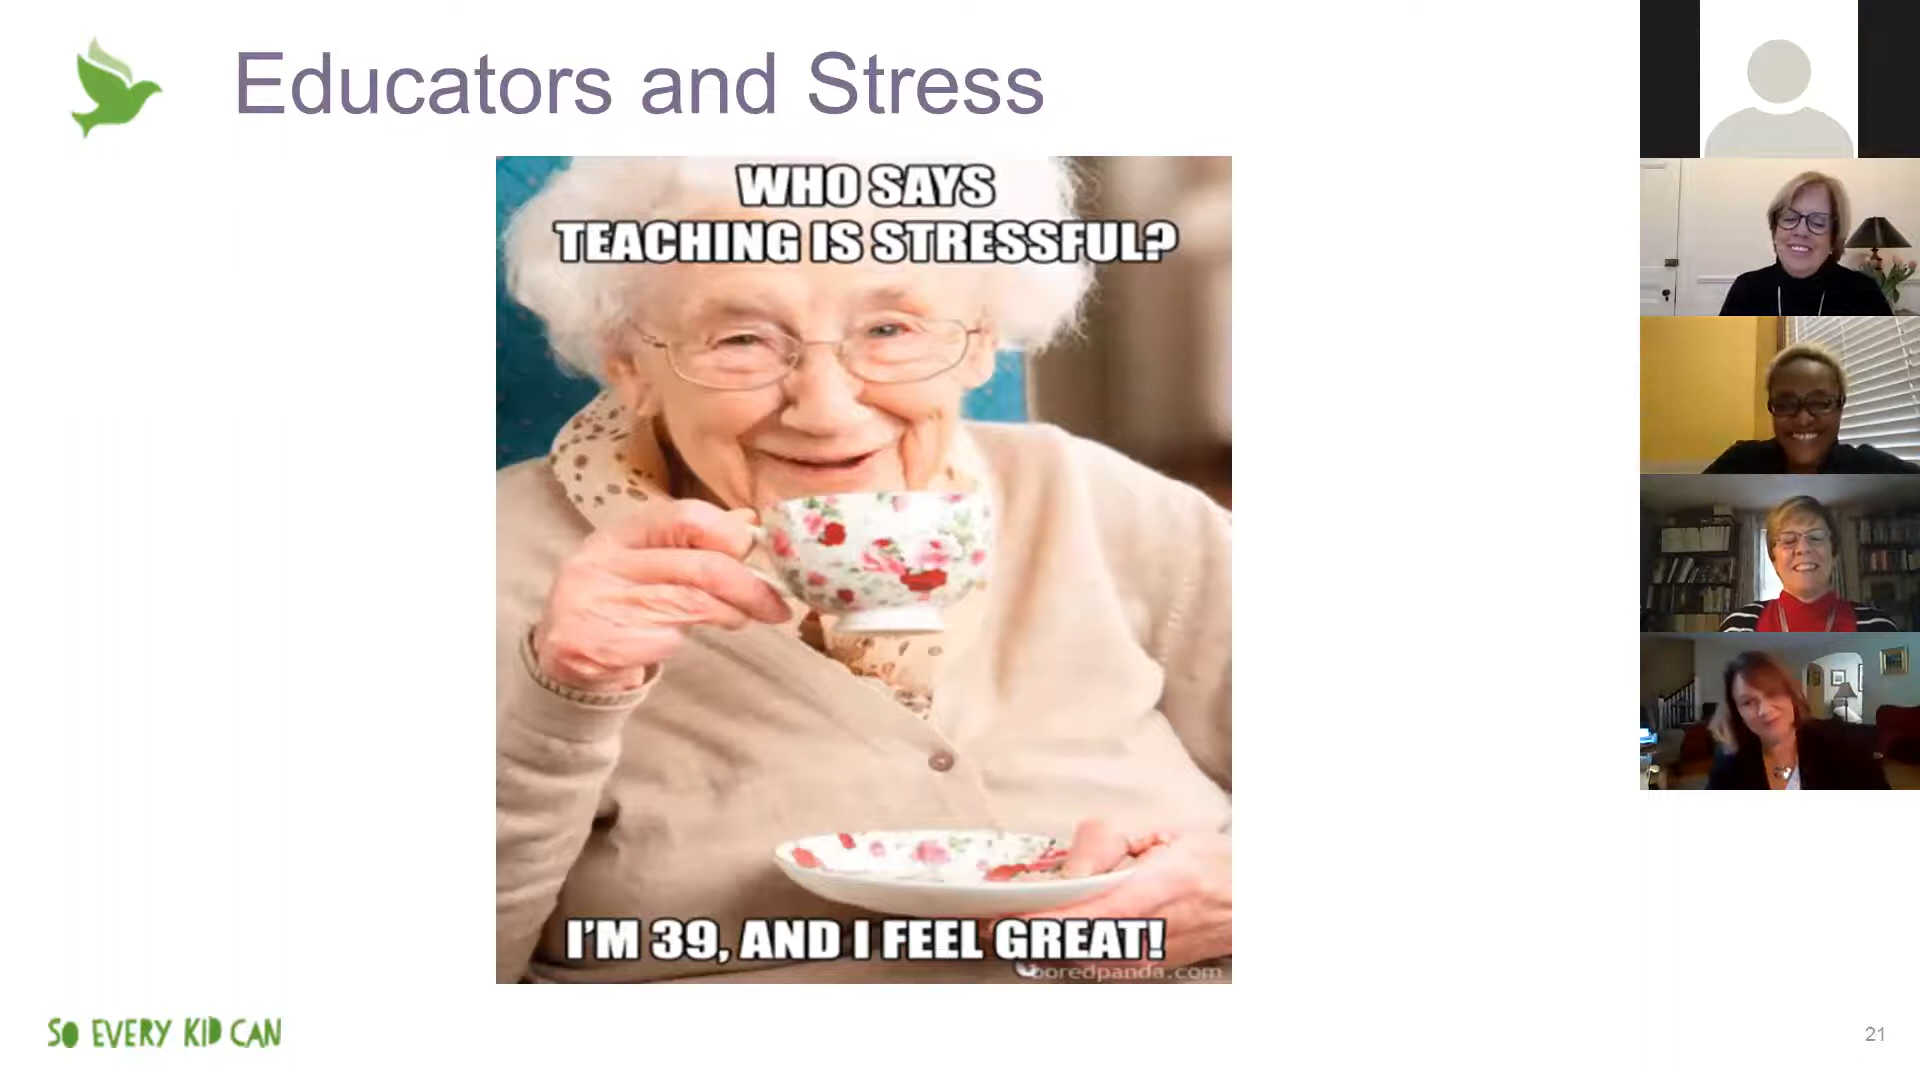 Educators and Stress
WHO SAYS
TEACHING IS STRESSFUL?
I'M 39, AND I FEEL GREAT!
boredpanda.com
SO EVERY KID CAN
21